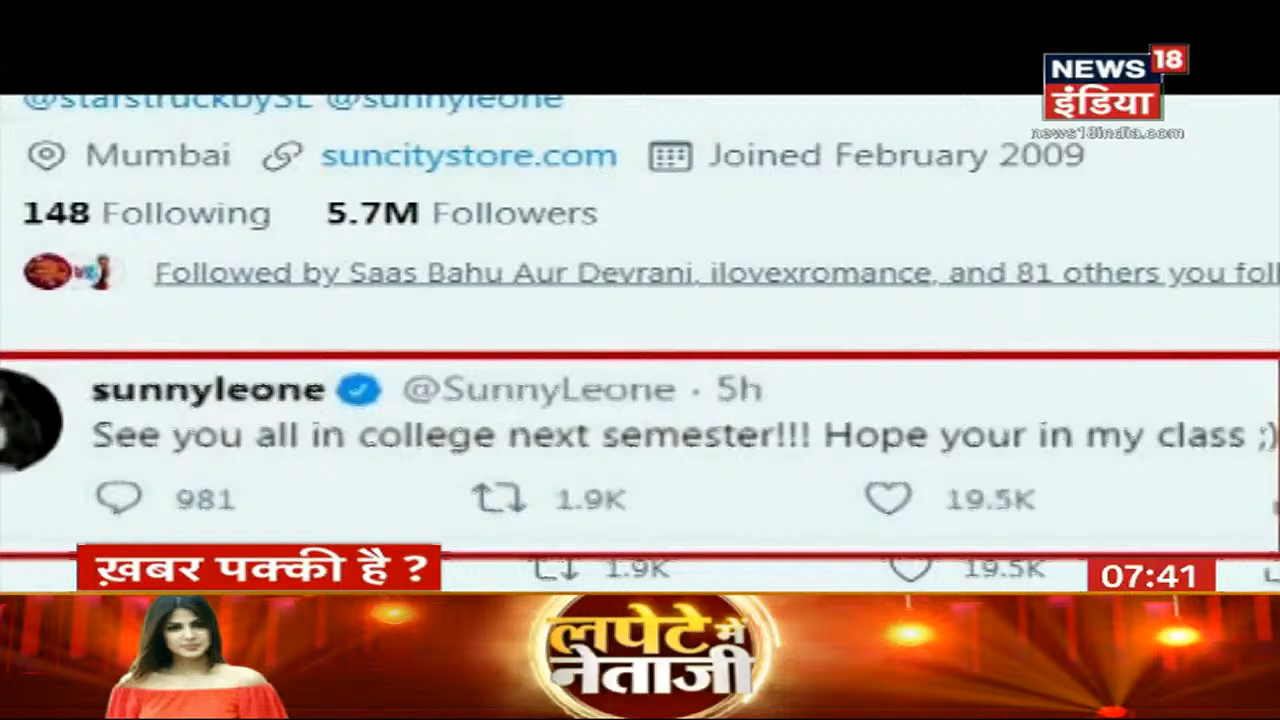 NEWS 18
इंडिया
news18india.com
@starstruckbySL @sunnyleone
Mumbai suncitystore.com Joined February 2009
148 Following 5.7M Followers
Followed by Saas Bahu Aur Devrani, ilovexromance, and 81 others you foll
sunnyleone @SunnyLeone · 5h
See you all in college next semester!!! Hope your in my class ;)
981 1.9K 19.5K
1.9K 19.5K
ख़बर पक्की है ?
07:41
लपेटे में
नेताजी